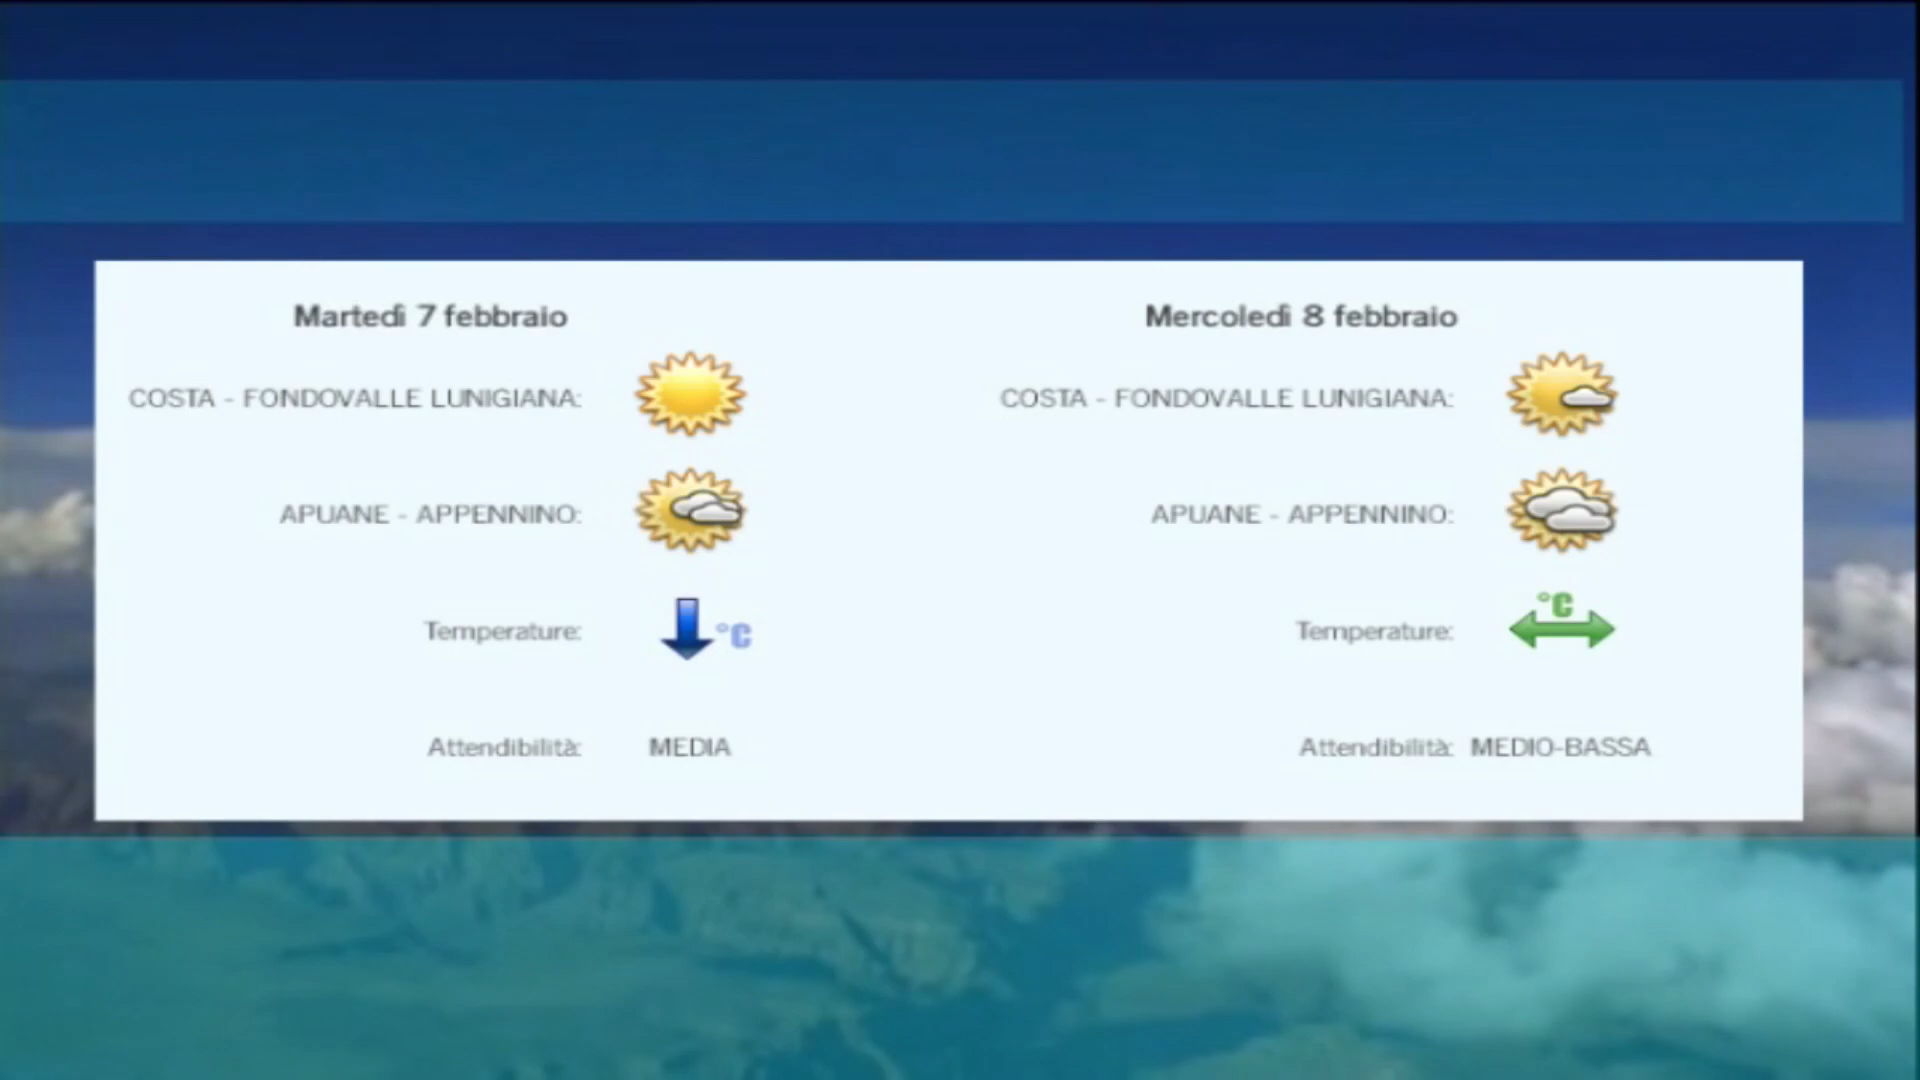 Martedì 7 febbraio
COSTA - FONDOVALLE LUNIGIANA:
APUANE - APPENNINO:
Temperature: °C
Attendibilità: MEDIA
Mercoledì 8 febbraio
COSTA - FONDOVALLE LUNIGIANA:
APUANE - APPENNINO:
Temperature: °C
Attendibilità: MEDIO-BASSA